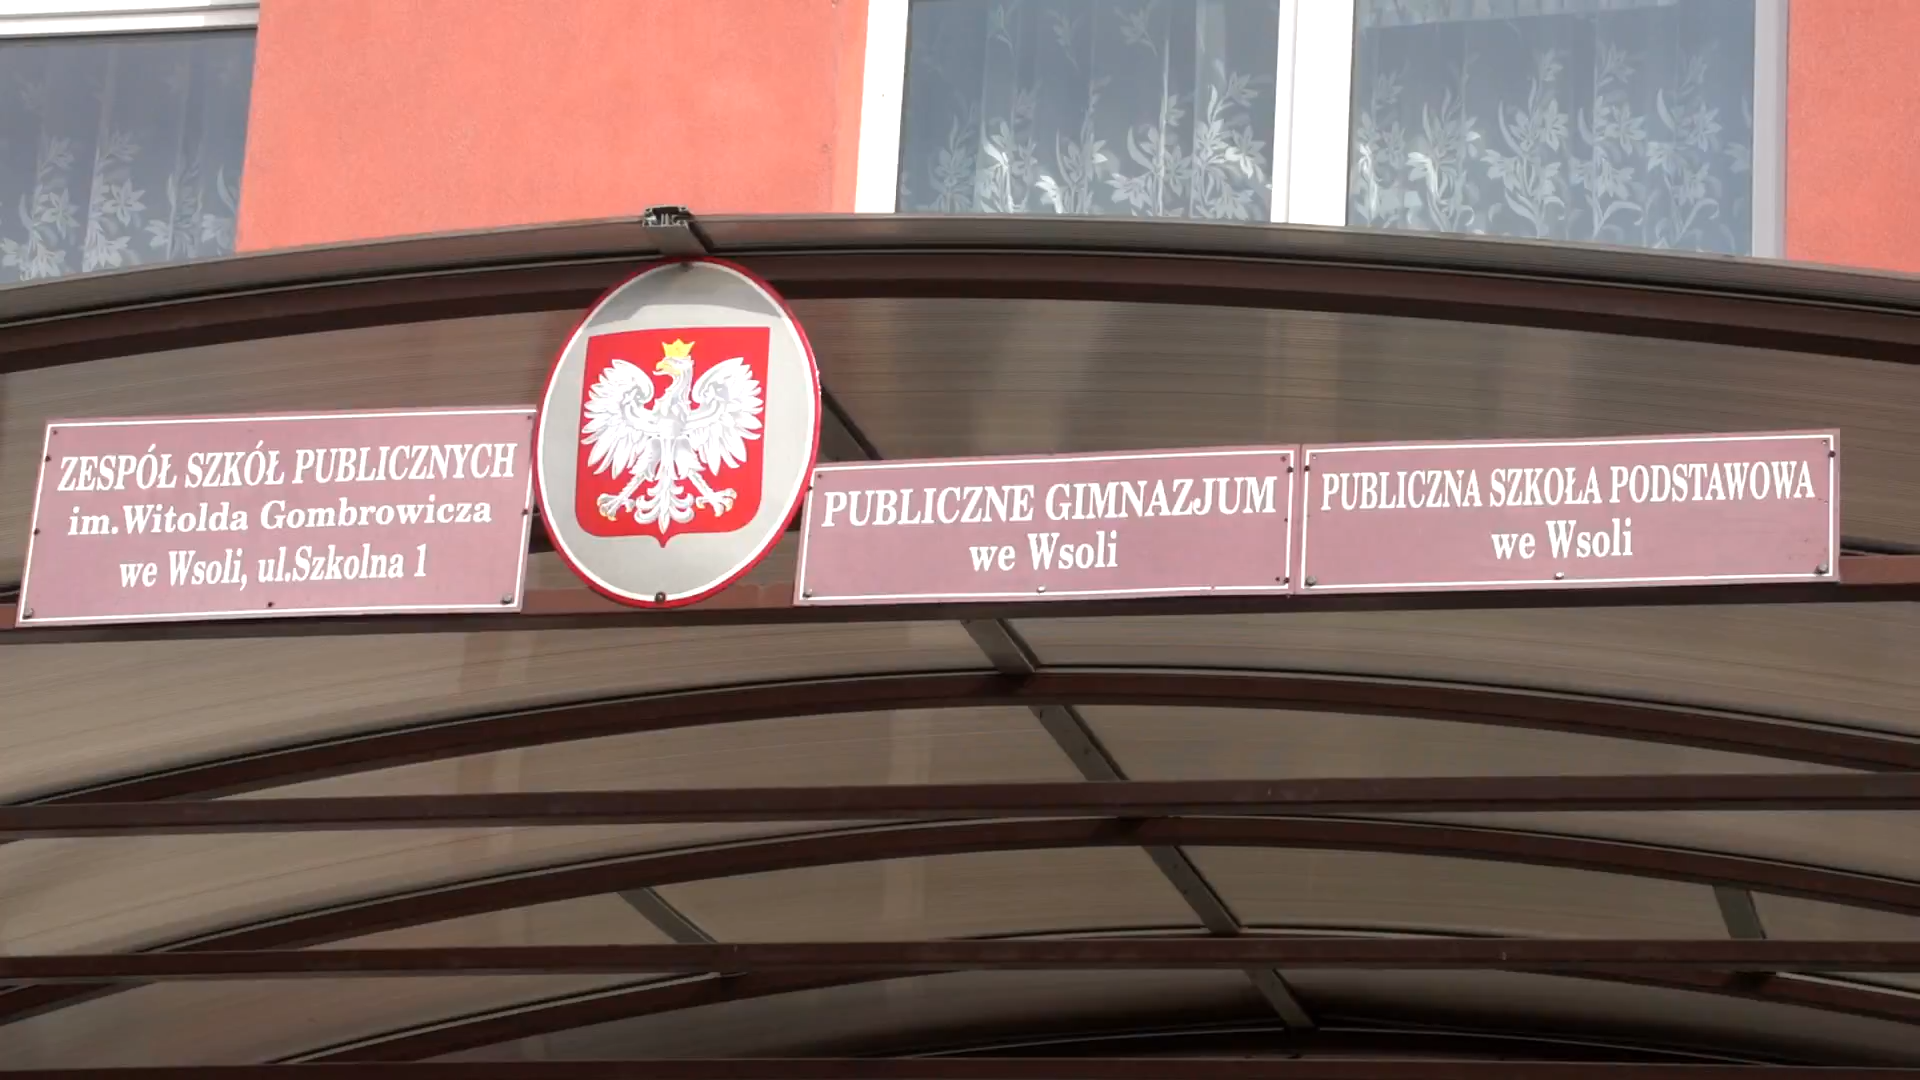 ZESPÓŁ SZKÓŁ PUBLICZNYCH
im.Witolda Gombrowicza
we Wsoli, ul.Szkolna 1
PUBLICZNE GIMNAZJUM
we Wsoli
PUBLICZNA SZKOŁA PODSTAWOWA
we Wsoli